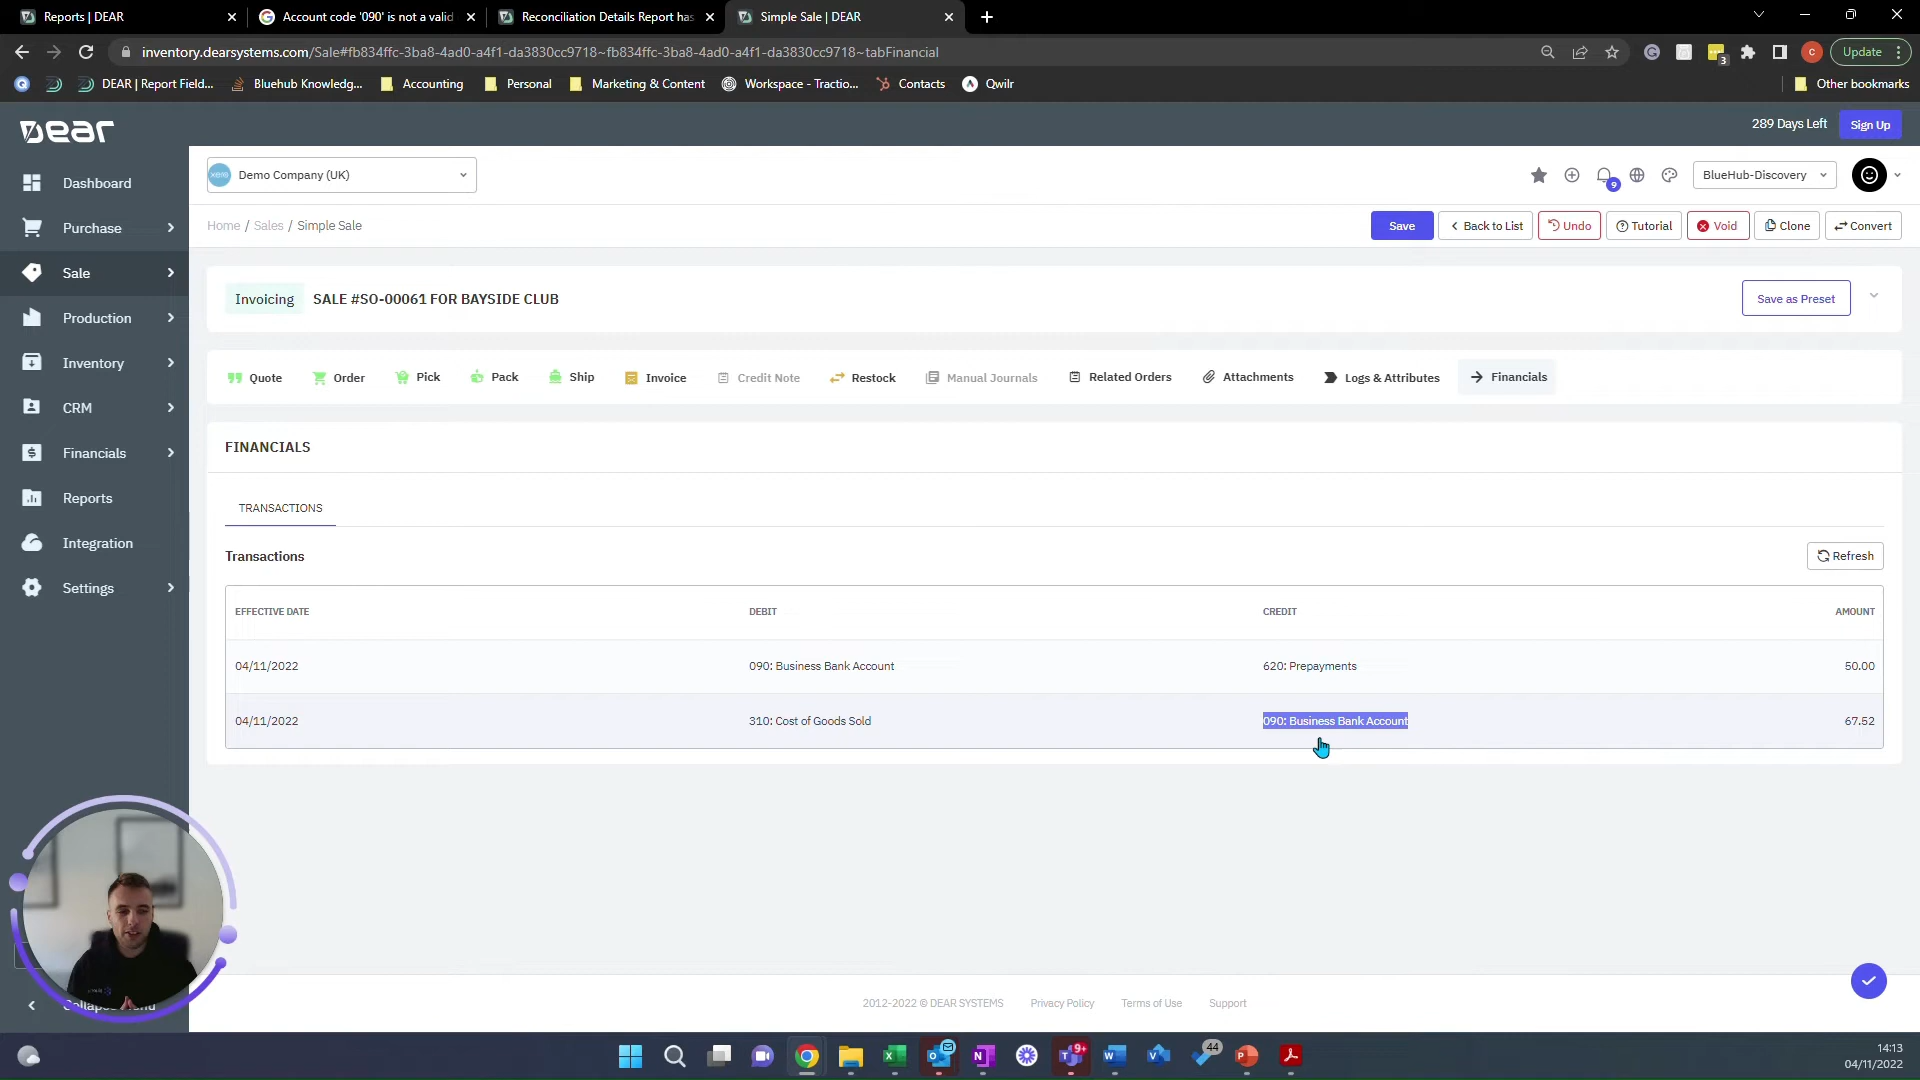 Reports | DEAR
Account code '090' is not a valid
Reconciliation Details Report has
Simple Sale | DEAR
inventory.dearsystems.com/Sale#fb834ffc-3ba8-4ad0-a4f1-da3830cc9718~fb834ffc-3ba8-4ad0-a4f1-da3830cc9718~tabFinancial
3
C
Update
DEAR | Report Field...
Bluehub Knowledg...
Accounting
Personal
Marketing & Content
Workspace - Tractio...
Contacts
Qwilr
Other bookmarks
Dear
289 Days Left
Sign Up
Demo Company (UK)
9
BlueHub-Discovery
Home / Sales / Simple Sale
Save
Back to List
Undo
Tutorial
Void
Clone
Convert
Dashboard
Purchase
Sale
Production
Inventory
CRM
Financials
Reports
Integration
Settings
Invoicing
SALE #SO-00061 FOR BAYSIDE CLUB
Save as Preset
Quote
Order
Pick
Pack
Ship
Invoice
Credit Note
Restock
Manual Journals
Related Orders
Attachments
Logs & Attributes
Financials
FINANCIALS
TRANSACTIONS
Transactions
Refresh
EFFECTIVE DATE DEBIT CREDIT AMOUNT
04/11/2022 090: Business Bank Account 620: Prepayments 50.00
04/11/2022 310: Cost of Goods Sold 090: Business Bank Account 67.52
2012-2022 © DEAR SYSTEMS
Privacy Policy
Terms of Use
Support
9+
44
14:13
04/11/2022